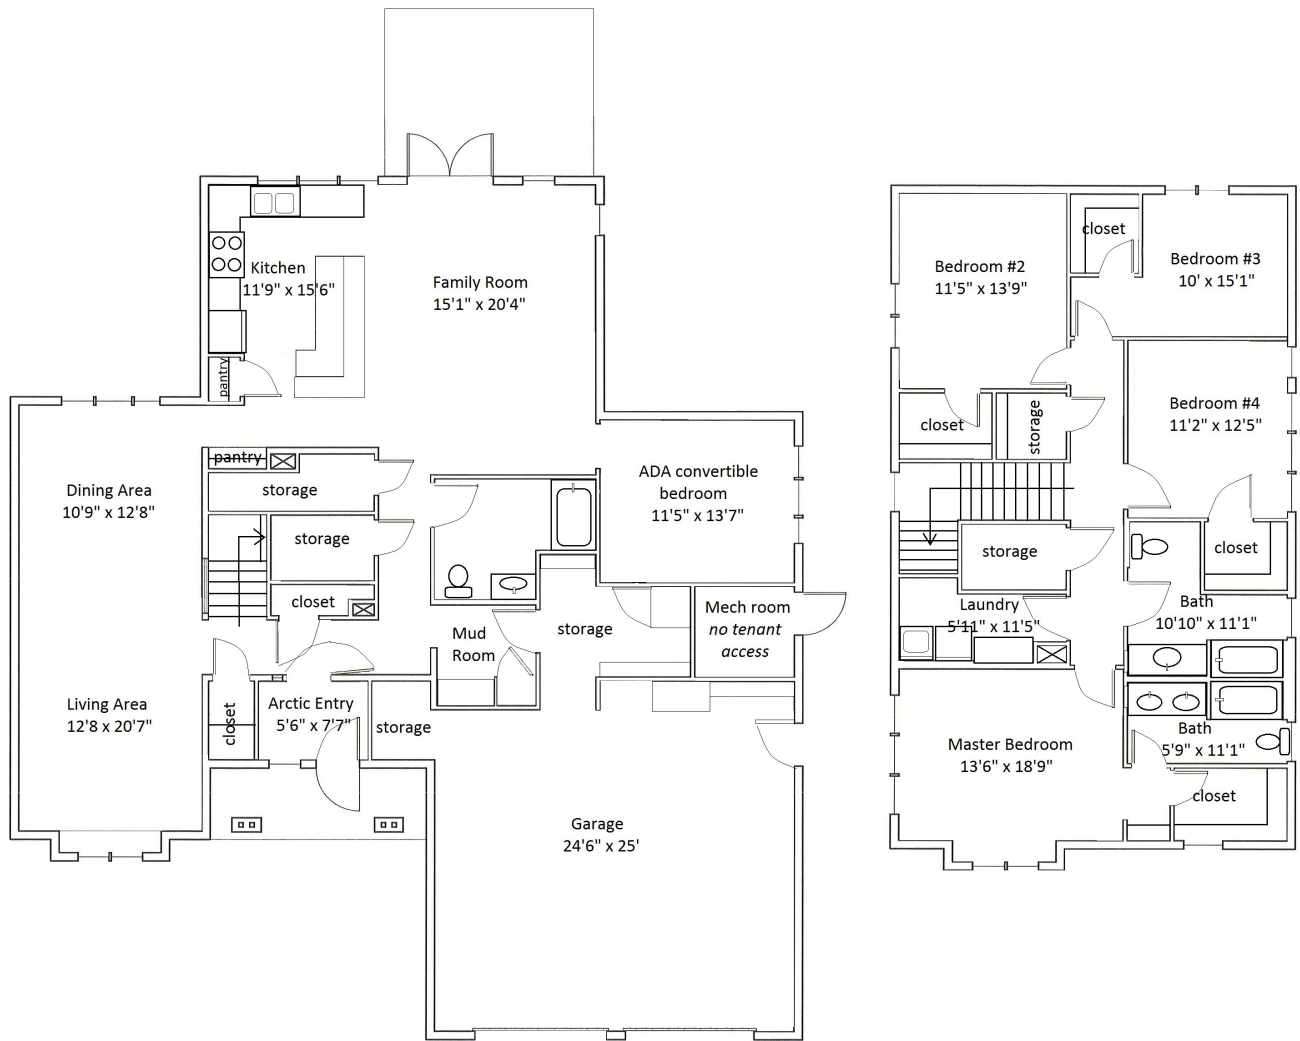 Kitchen
11'9" x 15'6"
Family Room
15'1" x 20'4"
pantry
pantry
storage
Dining Area
10'9" x 12'8"
storage
closet
ADA convertible
bedroom
11'5" x 13'7"
Mud
Room
storage
Mech room
no tenant
access
Living Area
12'8 x 20'7"
closet
Arctic Entry
5'6" x 7'7"
storage
Garage
24'6" x 25'
closet
Bedroom #2
11'5" x 13'9"
Bedroom #3
10' x 15'1"
closet
storage
Bedroom #4
11'2" x 12'5"
storage
closet
Laundry
5'11" x 11'5"
Bath
10'10" x 11'1"
Master Bedroom
13'6" x 18'9"
Bath
5'9" x 11'1"
closet